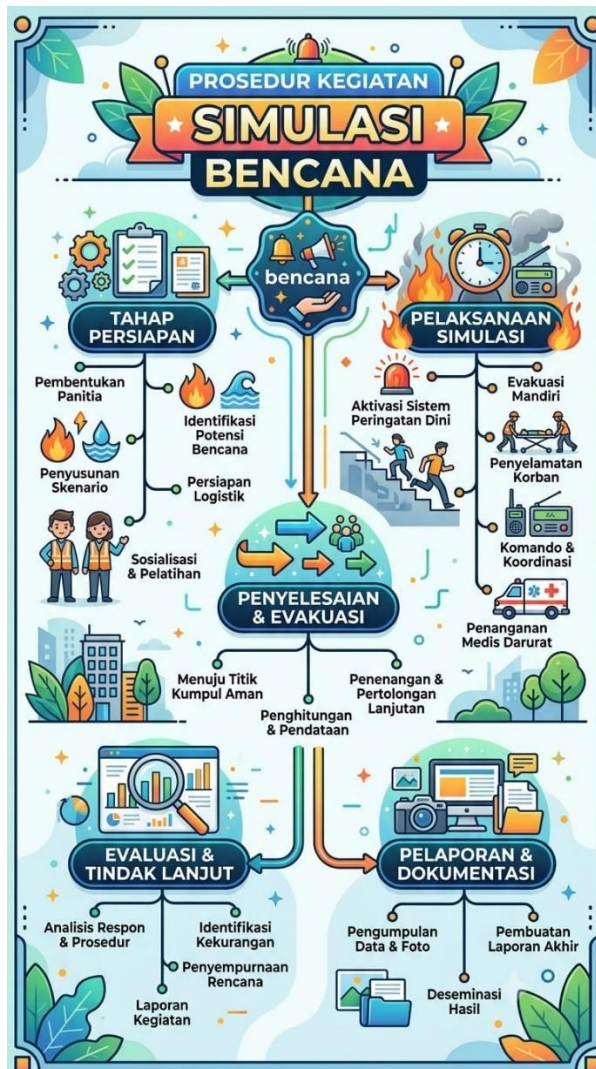 PROSEDUR KEGIATAN
SIMULASI
BENCANA
bencana
TAHAP
PERSIAPAN
Pembentukan
Panitia
Identifikasi
Potensi
Bencana
Penyusunan
Skenario
Persiapan
Logistik
Sosialisasi
& Pelatihan
PELAKSANAAN
SIMULASI
Aktivasi Sistem
Peringatan Dini
Evakuasi
Mandiri
Penyelamatan
Korban
Komando &
Koordinasi
Penanganan
Medis Darurat
PENYELESAIAN
& EVAKUASI
Menuju Titik
Kumpul Aman
Penghitungan
& Pendataan
Penenangan &
Pertolongan
Lanjutan
EVALUASI &
TINDAK LANJUT
Analisis Respon
& Prosedur
Identifikasi
Kekurangan
Penyempurnaan
Rencana
Laporan
Kegiatan
PELAPORAN &
DOKUMENTASI
Pengumpulan
Data & Foto
Pembuatan
Laporan Akhir
Deseminasi
Hasil